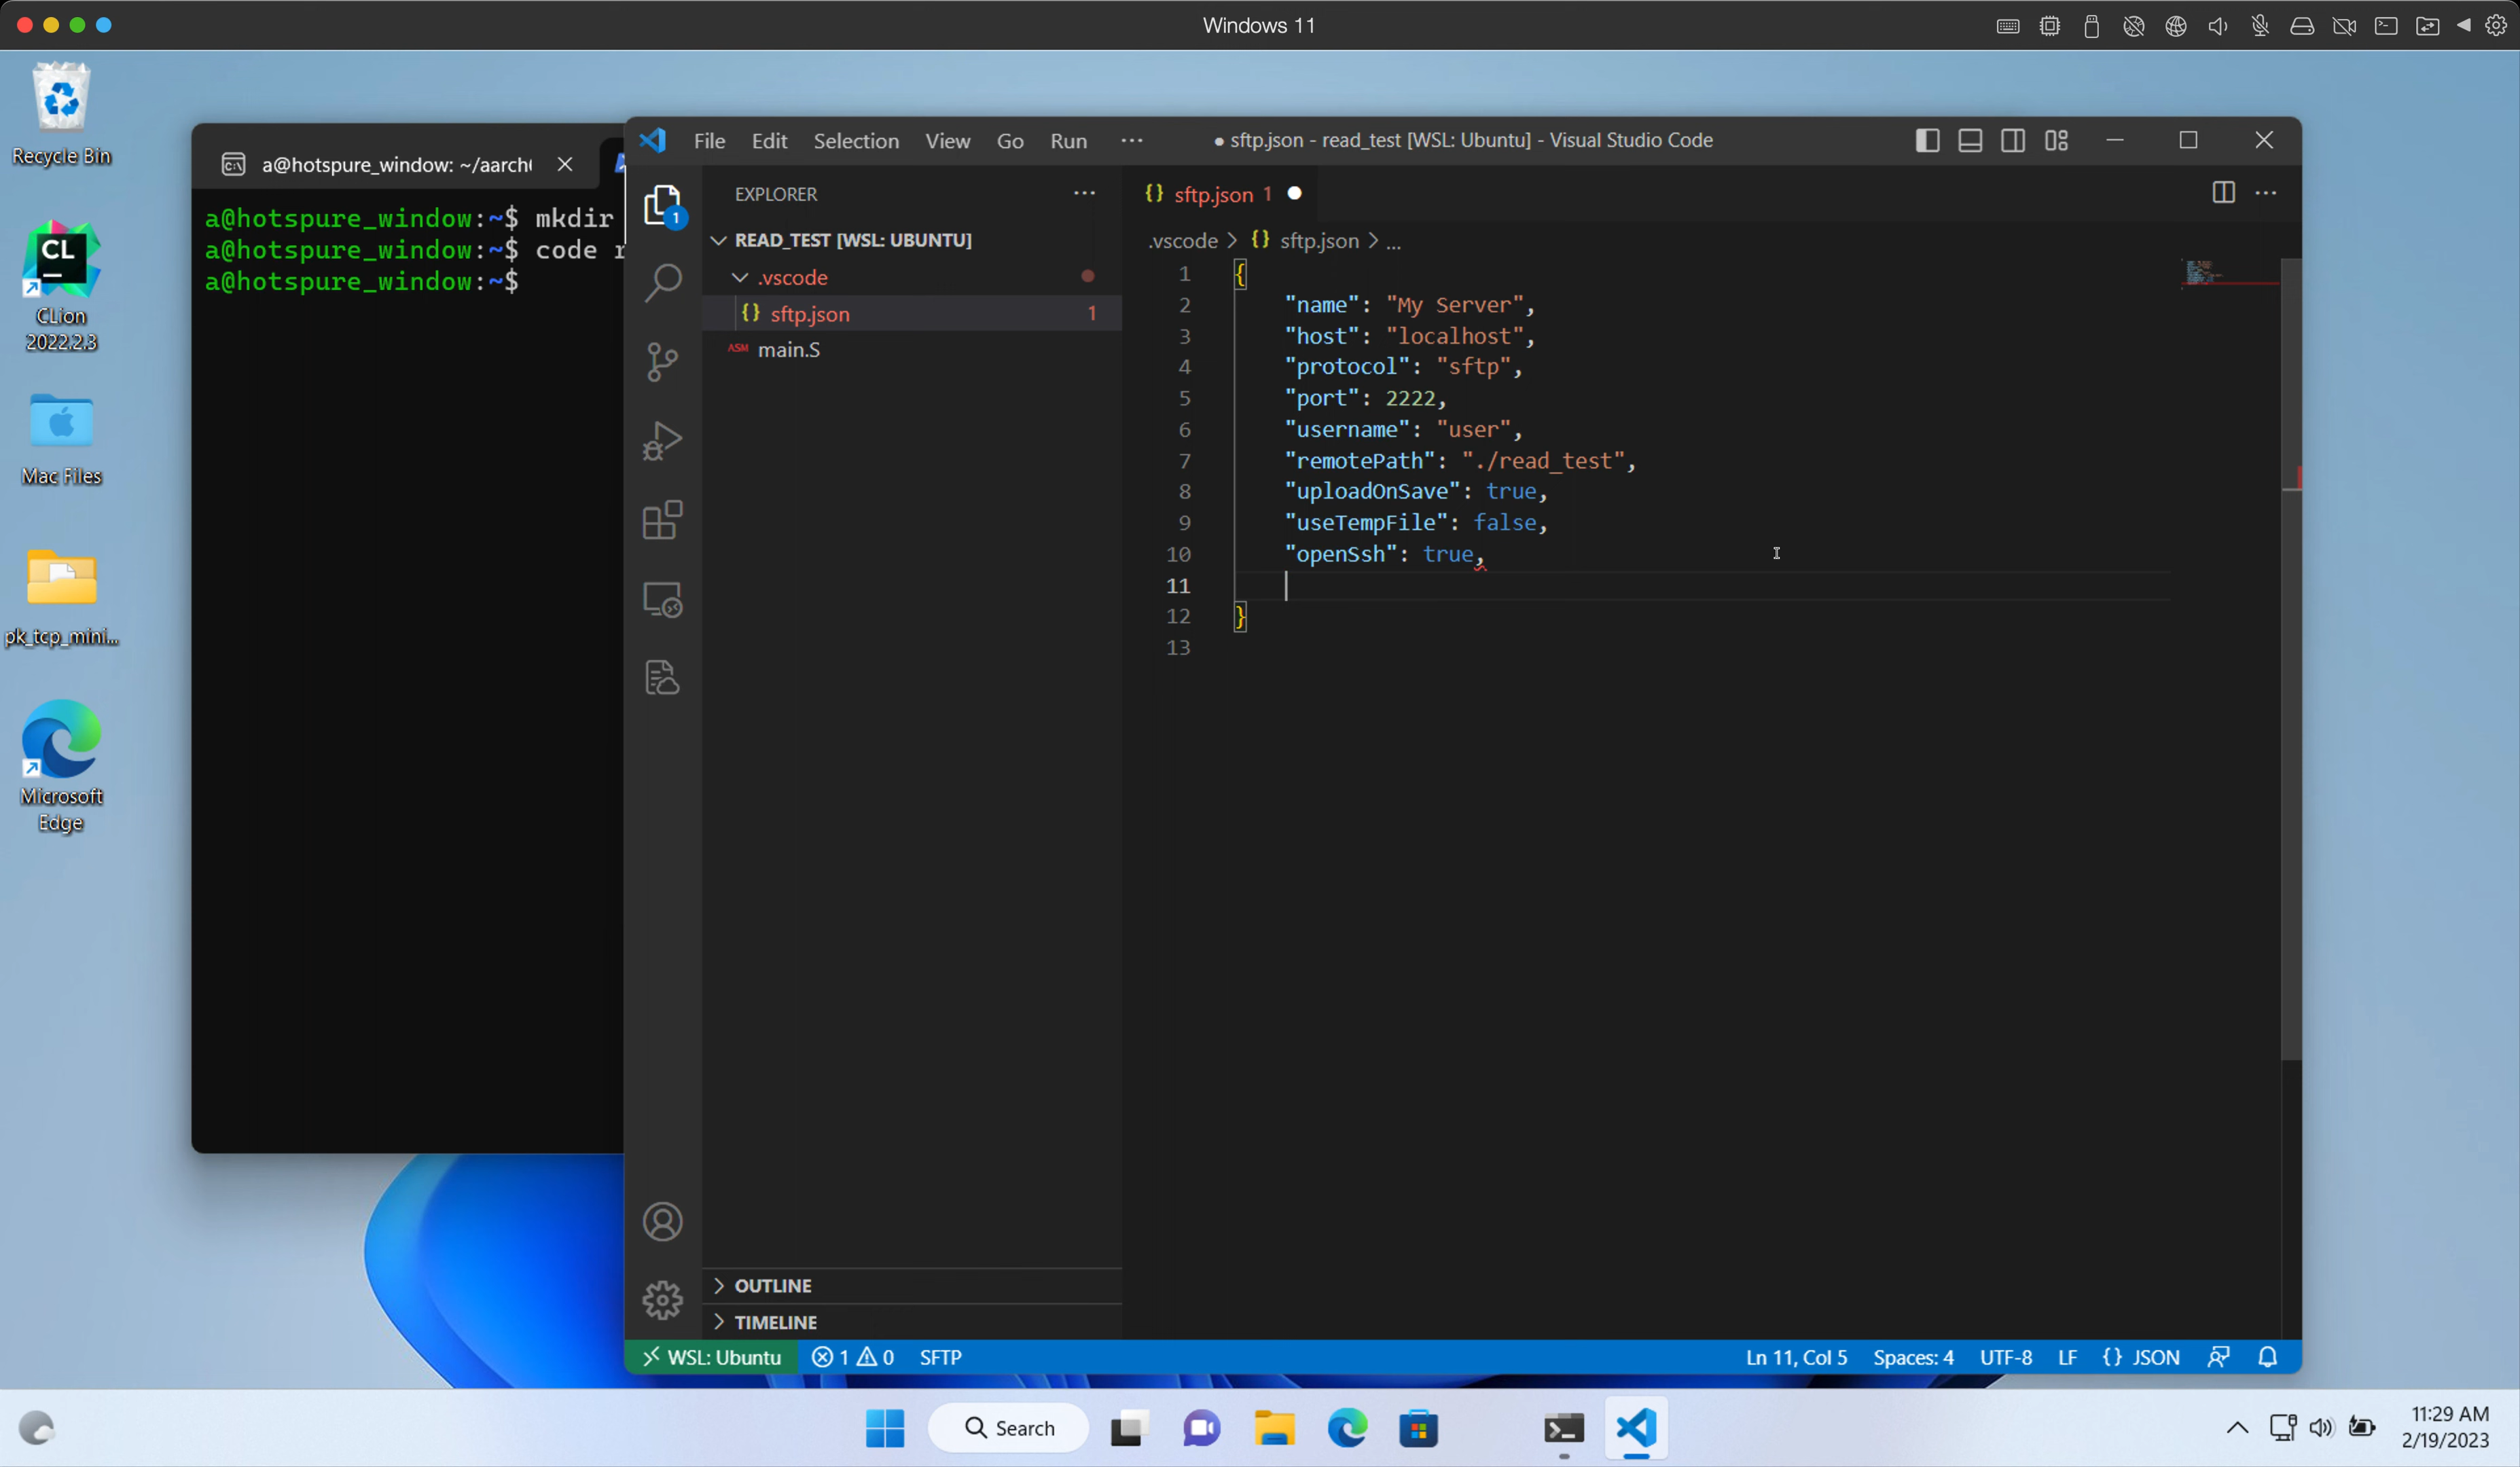 Windows 11
Recycle Bin
CL
CLion
2022.2.3
Mac Files
pk_tcp_mini...
Microsoft
Edge
a@hotspure_window: ~/aarch
a@hotspure_window:~$ mkdir
a@hotspure_window:~$ code r
a@hotspure_window:~$
File Edit Selection View Go Run ···
● sftp.json - read_test [WSL: Ubuntu] - Visual Studio Code
1
EXPLORER ···
READ_TEST [WSL: UBUNTU]
.vscode
{} sftp.json 1
ASM main.S
OUTLINE
TIMELINE
{} sftp.json 1 ● ···
.vscode > {} sftp.json > ...
1 {
2 "name": "My Server",
3 "host": "localhost",
4 "protocol": "sftp",
5 "port": 2222,
6 "username": "user",
7 "remotePath": "./read_test",
8 "uploadOnSave": true,
9 "useTempFile": false,
10 "openSsh": true,
11
12 }
13
WSL: Ubuntu 1 0 SFTP Ln 11, Col 5 Spaces: 4 UTF-8 LF {} JSON
Search
11:29 AM
2/19/2023